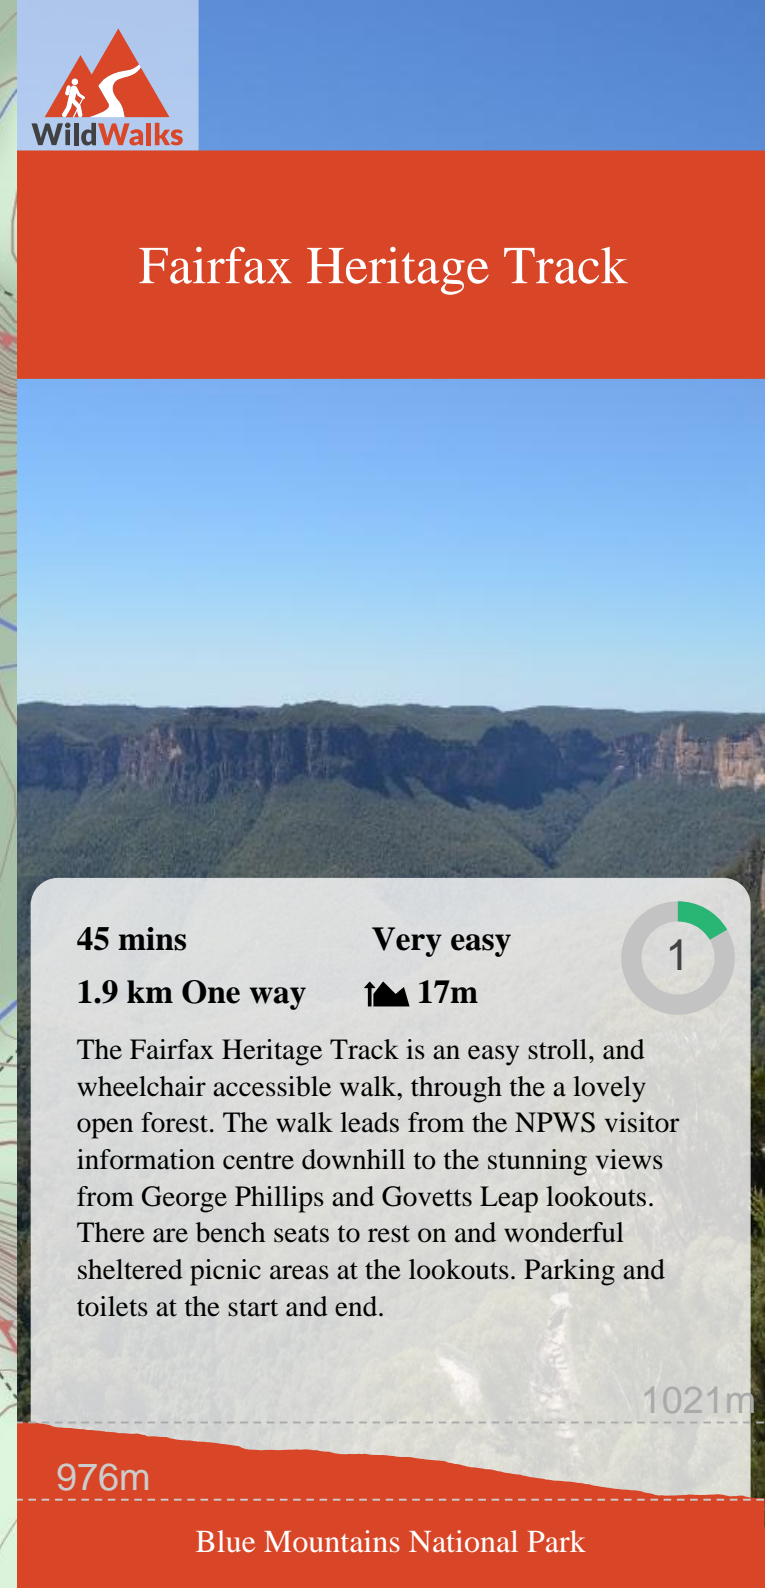 WildWalks
Fairfax Heritage Track
45 mins
Very easy
1
1.9 km One way
17m
The Fairfax Heritage Track is an easy stroll, and
wheelchair accessible walk, through the a lovely
open forest. The walk leads from the NPWS visitor
information centre downhill to the stunning views
from George Phillips and Govetts Leap lookouts.
There are bench seats to rest on and wonderful
sheltered picnic areas at the lookouts. Parking and
toilets at the start and end.
1021m
976m
Blue Mountains National Park